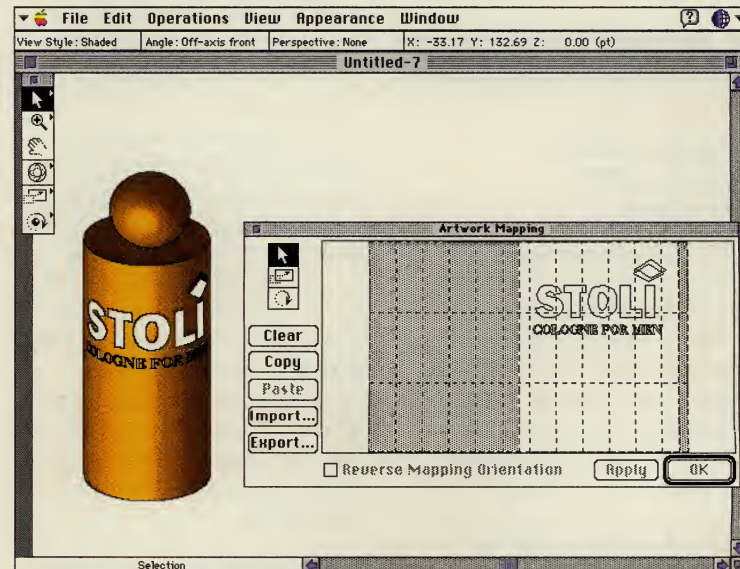 File Edit Operations View Appearance Window
View Style: Shaded Angle: Off-axis front Perspective: None X: -33.17 Y: 132.69 Z: 0.00 (pt)
Untitled-7
Artwork Mapping
STOLI
COLOGNE FOR MEN
Clear
Copy
Paste
Import...
Export...
STOLI
COLOGNE FOR MEN
Reverse Mapping Orientation Apply OK
Selection